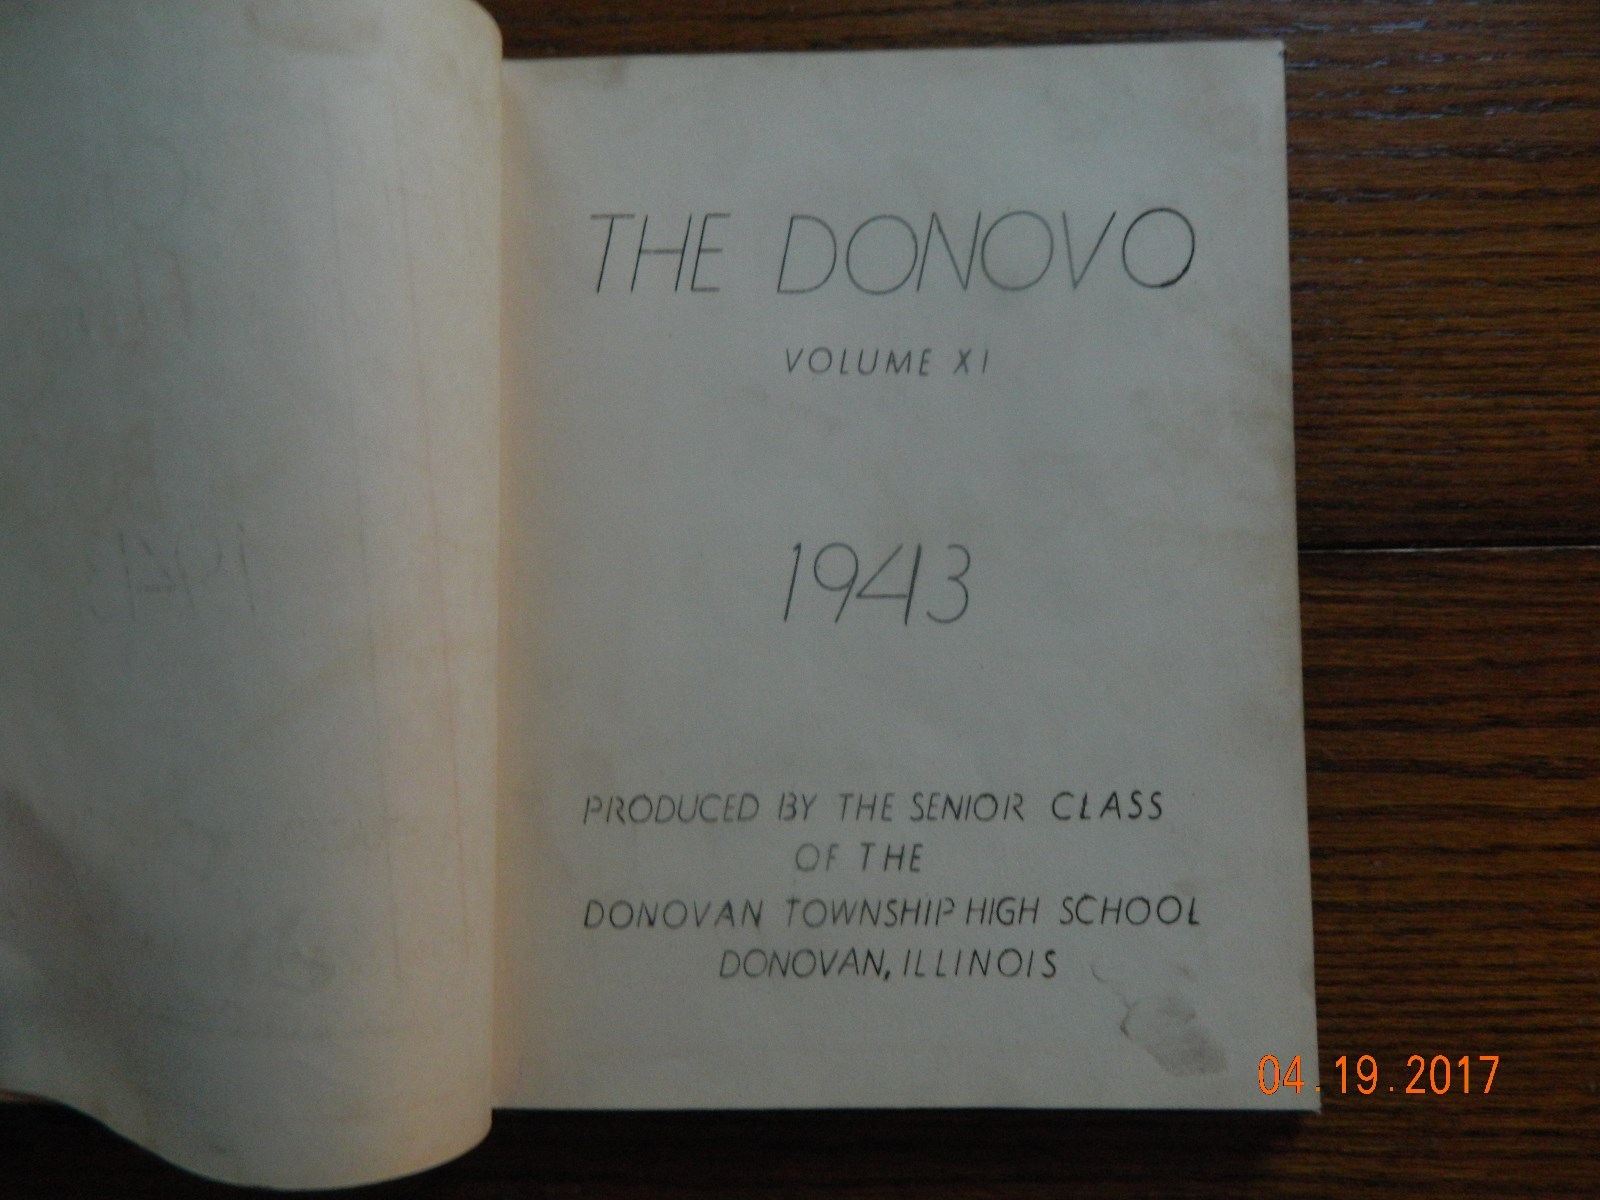 THE DONOVO
VOLUME XI
1943
PRODUCED BY THE SENIOR CLASS
OF THE
DONOVAN TOWNSHIP HIGH SCHOOL
DONOVAN, ILLINOIS
04.19.2017